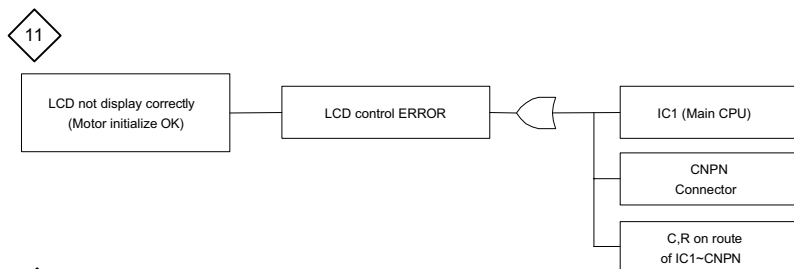 11
LCD not display correctly
(Motor initialize OK)
LCD control ERROR
IC1 (Main CPU)
CNPN
Connector
C,R on route
of IC1~CNPN